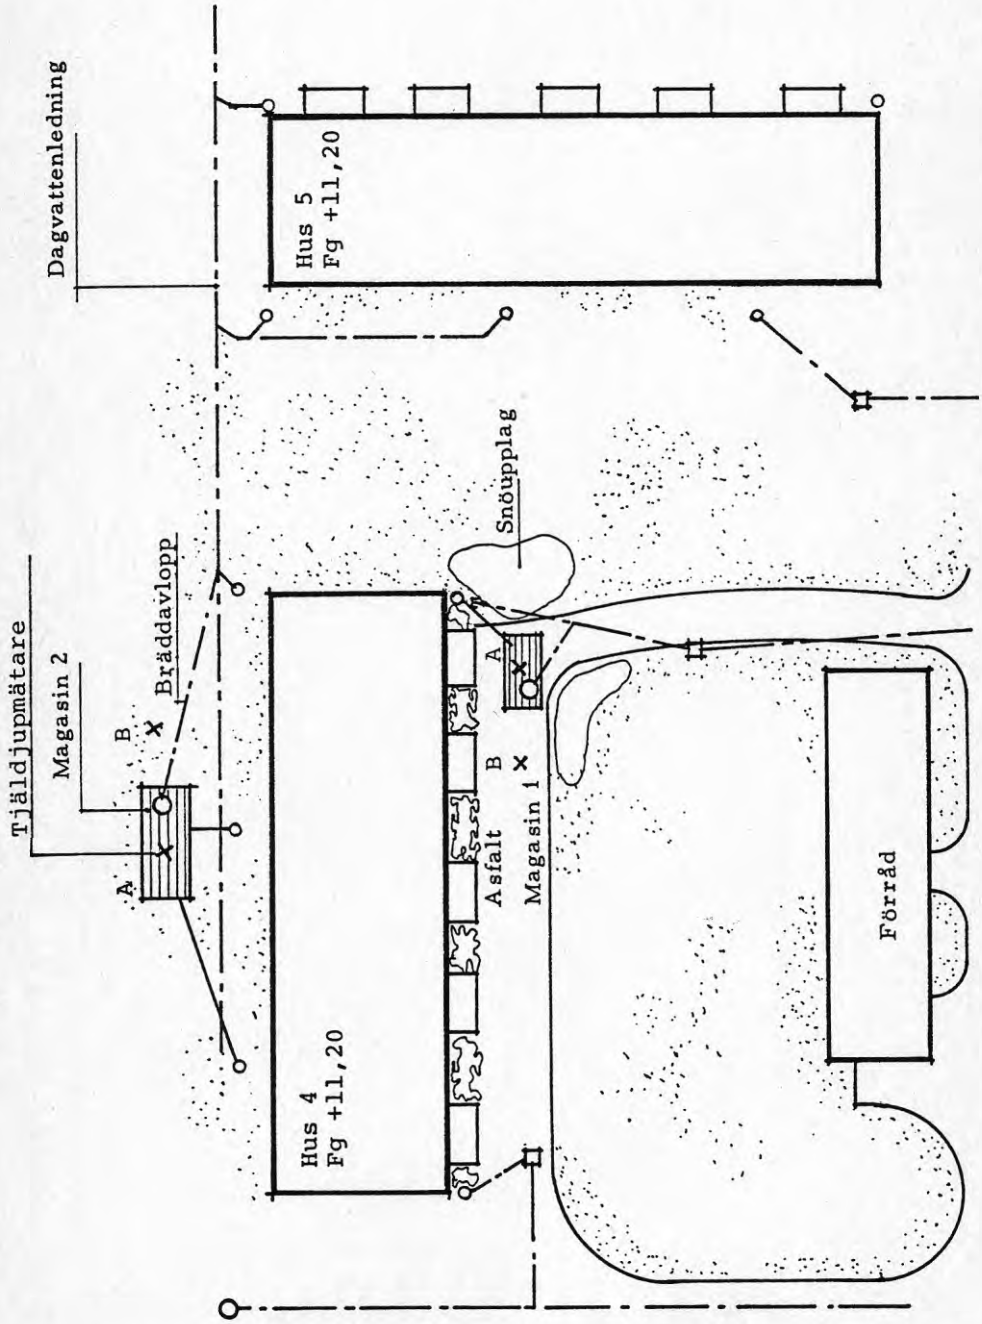 Tjäldjupmätare
Magasin 2
Bräddavlopp
Dagvattenledning
A
B
Hus 4
Fg +11,20
Hus 5
Fg +11,20
Asfalt
B
Magasin 1
A
Snöupplag
Förråd